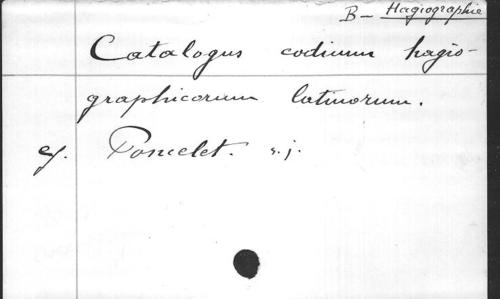 B- Hagiographie
Catalogus codicum hagio-
graphicorum latinorum.
cf. Poncelet. s.j.